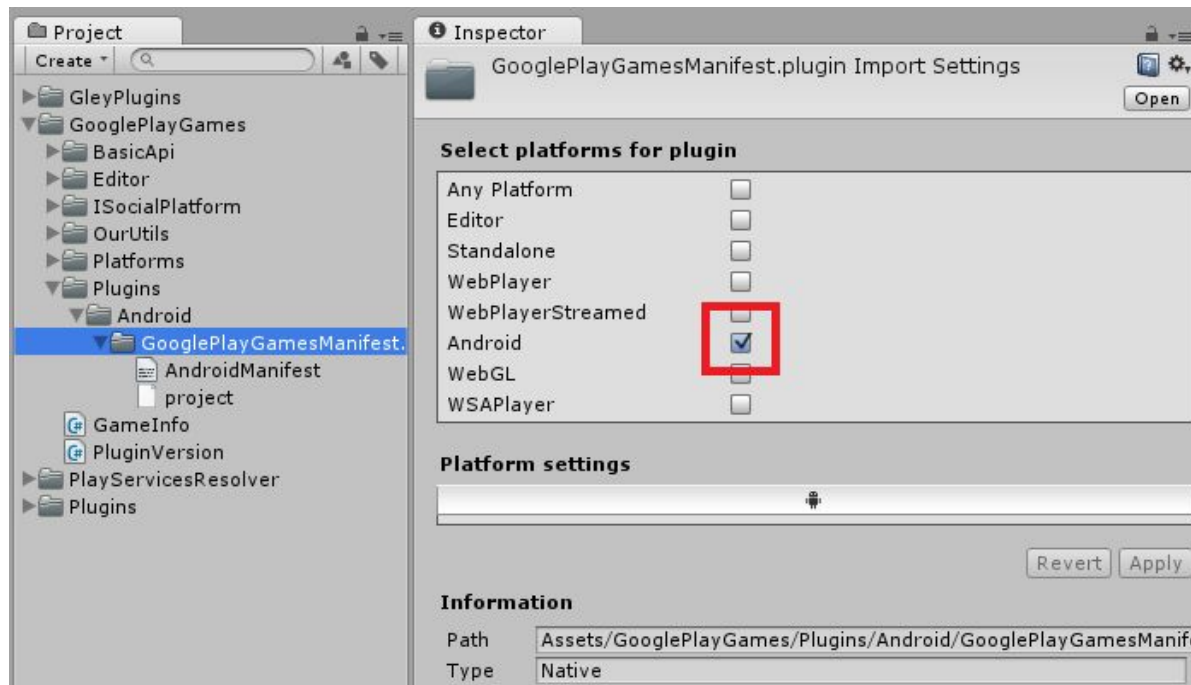 Project
Create
GleyPlugins
GooglePlayGames
BasicApi
Editor
ISocialPlatform
OurUtils
Platforms
Plugins
Android
GooglePlayGamesManifest.
AndroidManifest
project
GameInfo
PluginVersion
PlayServicesResolver
Plugins
Inspector
GooglePlayGamesManifest.plugin Import Settings
Open
Select platforms for plugin
Any Platform
Editor
Standalone
WebPlayer
WebPlayerStreamed
Android
WebGL
WSAPlayer
Platform settings
Revert Apply
Information
Path Assets/GooglePlayGames/Plugins/Android/GooglePlayGamesManif
Type Native